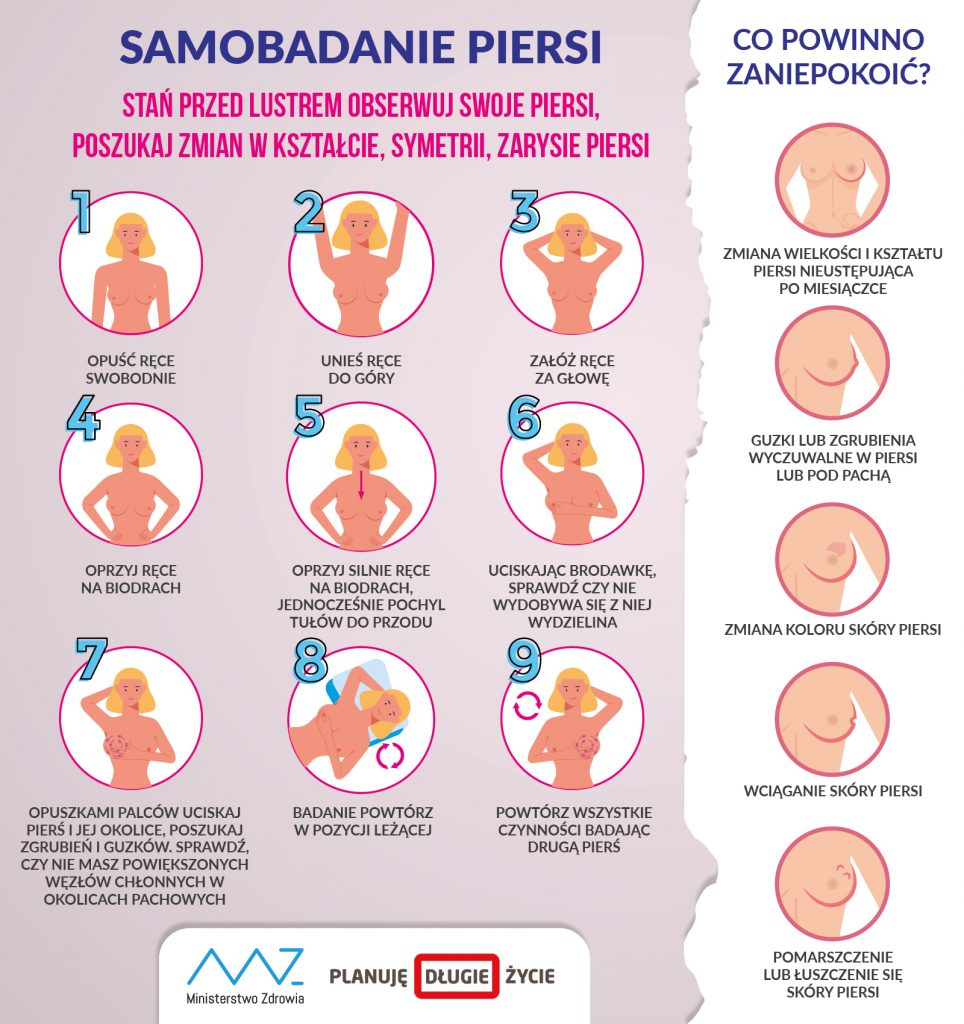 SAMOBADANIE PIERSI
STAŃ PRZED LUSTREM OBSERWUJ SWOJE PIERSI,
POSZUKAJ ZMIAN W KSZTAŁCIE, SYMETRII, ZARYSIE PIERSI
1
OPUŚĆ RĘCE
SWOBODNIE
2
UNIEŚ RĘCE
DO GÓRY
3
ZAŁÓŻ RĘCE
ZA GŁOWĘ
4
OPRZYJ RĘCE
NA BIODRACH
5
OPRZYJ SILNIE RĘCE
NA BIODRACH,
JEDNOCZEŚNIE POCHYL
TUŁÓW DO PRZODU
6
UCISKAJĄC BRODAWKĘ,
SPRAWDŹ CZY NIE
WYDOBYWA SIĘ Z NIEJ
WYDZIELINA
7
OPUSZKAMI PALCÓW UCISKAJ
PIERŚ I JEJ OKOLICE, POSZUKAJ
ZGRUBIEŃ I GUZKÓW. SPRAWDŹ,
CZY NIE MASZ POWIĘKSZONYCH
WĘZŁÓW CHŁONNYCH W
OKOLICACH PACHOWYCH
8
BADANIE POWTÓRZ
W POZYCJI LEŻĄCEJ
9
POWTÓRZ WSZYSTKIE
CZYNNOŚCI BADAJĄC
DRUGĄ PIERŚ
CO POWINNO
ZANIEPOKOIĆ?
ZMIANA WIELKOŚCI I KSZTAŁTU
PIERSI NIEUSTĘPUJĄCA
PO MIESIĄCZCE
GUZKI LUB ZGRUBIENIA
WYCZUWALNE W PIERSI
LUB POD PACHĄ
ZMIANA KOLORU SKÓRY PIERSI
WCIĄGANIE SKÓRY PIERSI
POMARSZCZENIE
LUB ŁUSZCZENIE SIĘ
SKÓRY PIERSI
MZ
Ministerstwo Zdrowia
PLANUJĘ DŁUGIE ŻYCIE